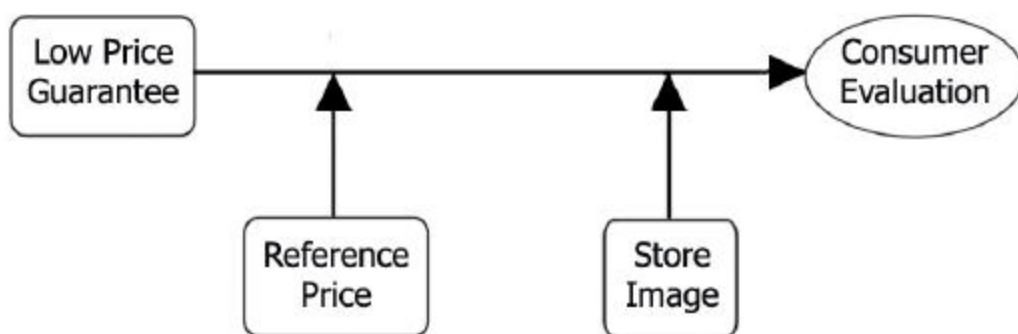 Low Price
Guarantee
Consumer
Evaluation
Reference
Price
Store
Image